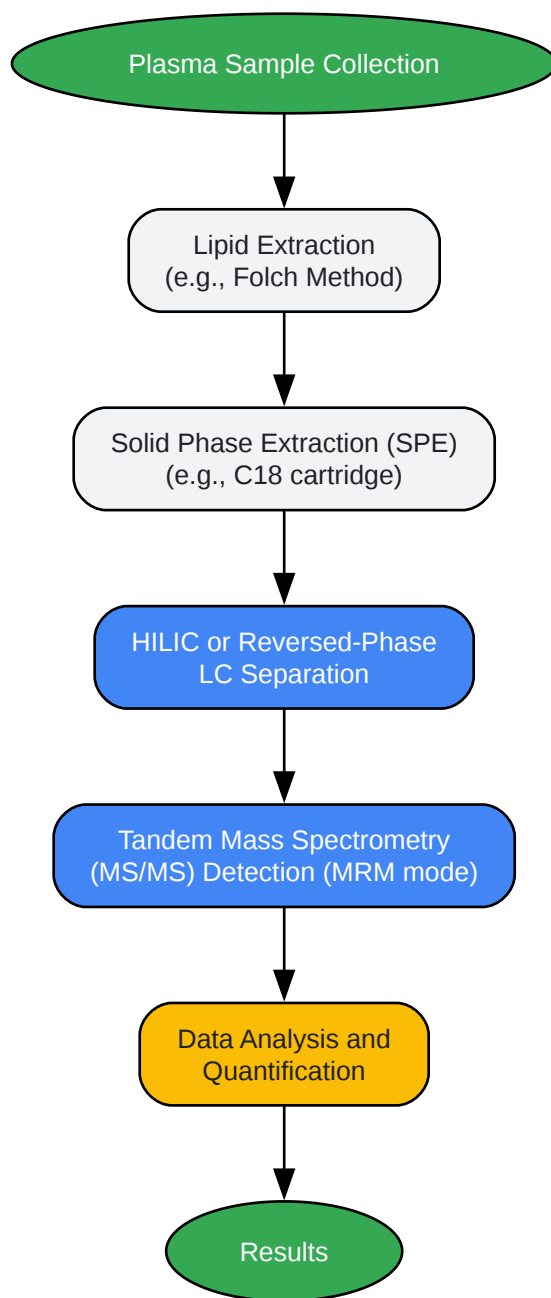 Plasma Sample Collection
Lipid Extraction
(e.g., Folch Method)
Solid Phase Extraction (SPE)
(e.g., C18 cartridge)
HILIC or Reversed-Phase
LC Separation
Tandem Mass Spectrometry
(MS/MS) Detection (MRM mode)
Data Analysis and
Quantification
Results